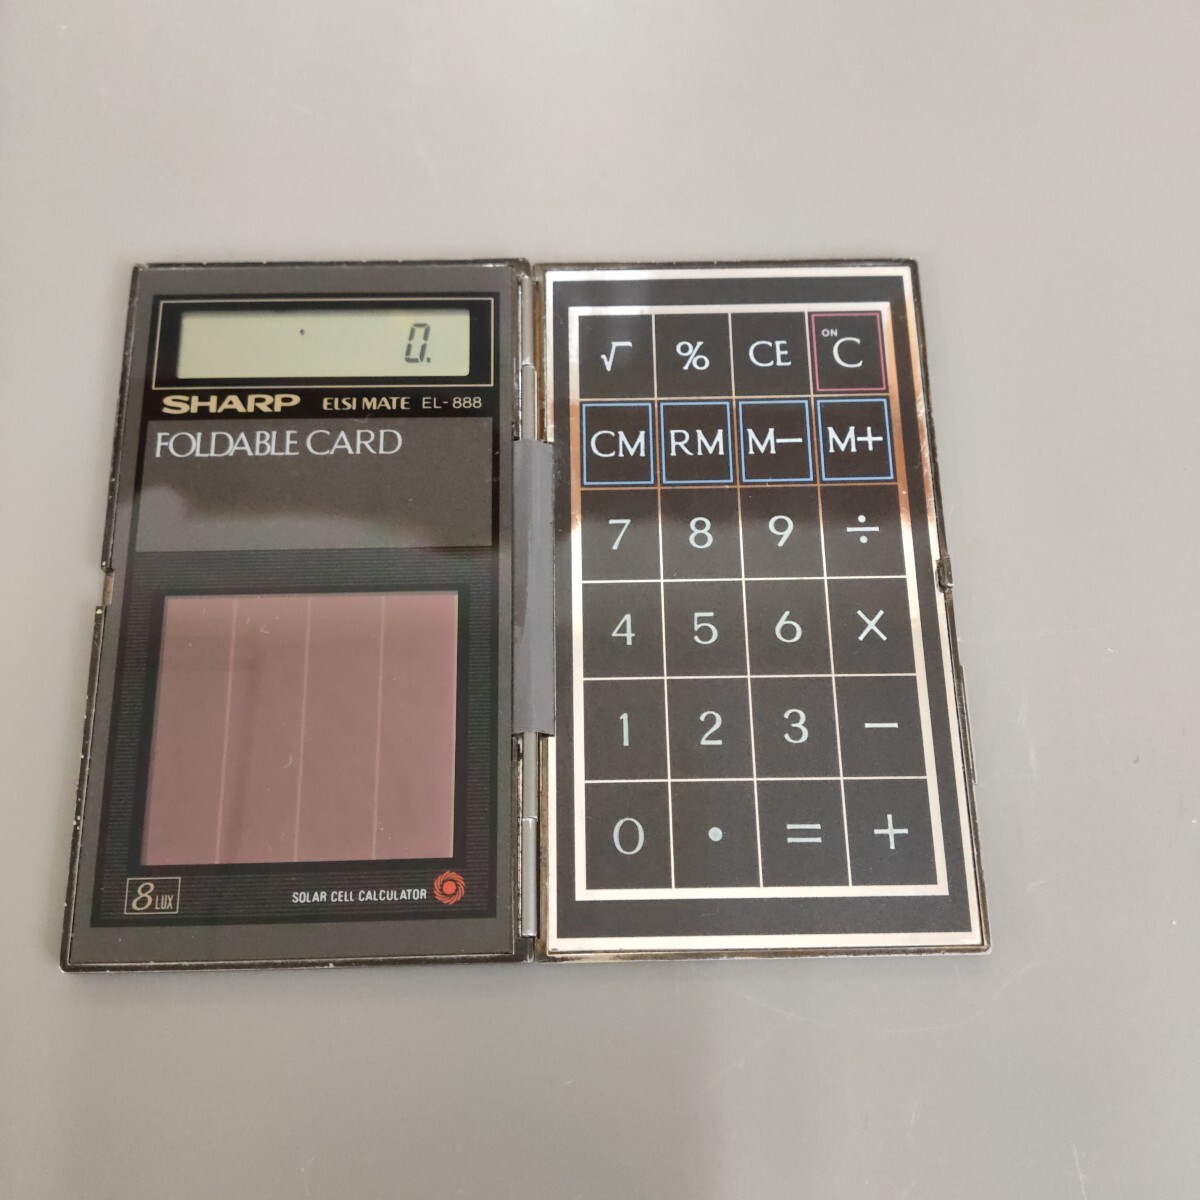 0.
SHARP ELSI MATE EL-888
FOLDABLE CARD
8 LUX
SOLAR CELL CALCULATOR
√ % CE ON C
CM RM M− M+
7 8 9 ÷
4 5 6 ×
1 2 3 −
0 · = +